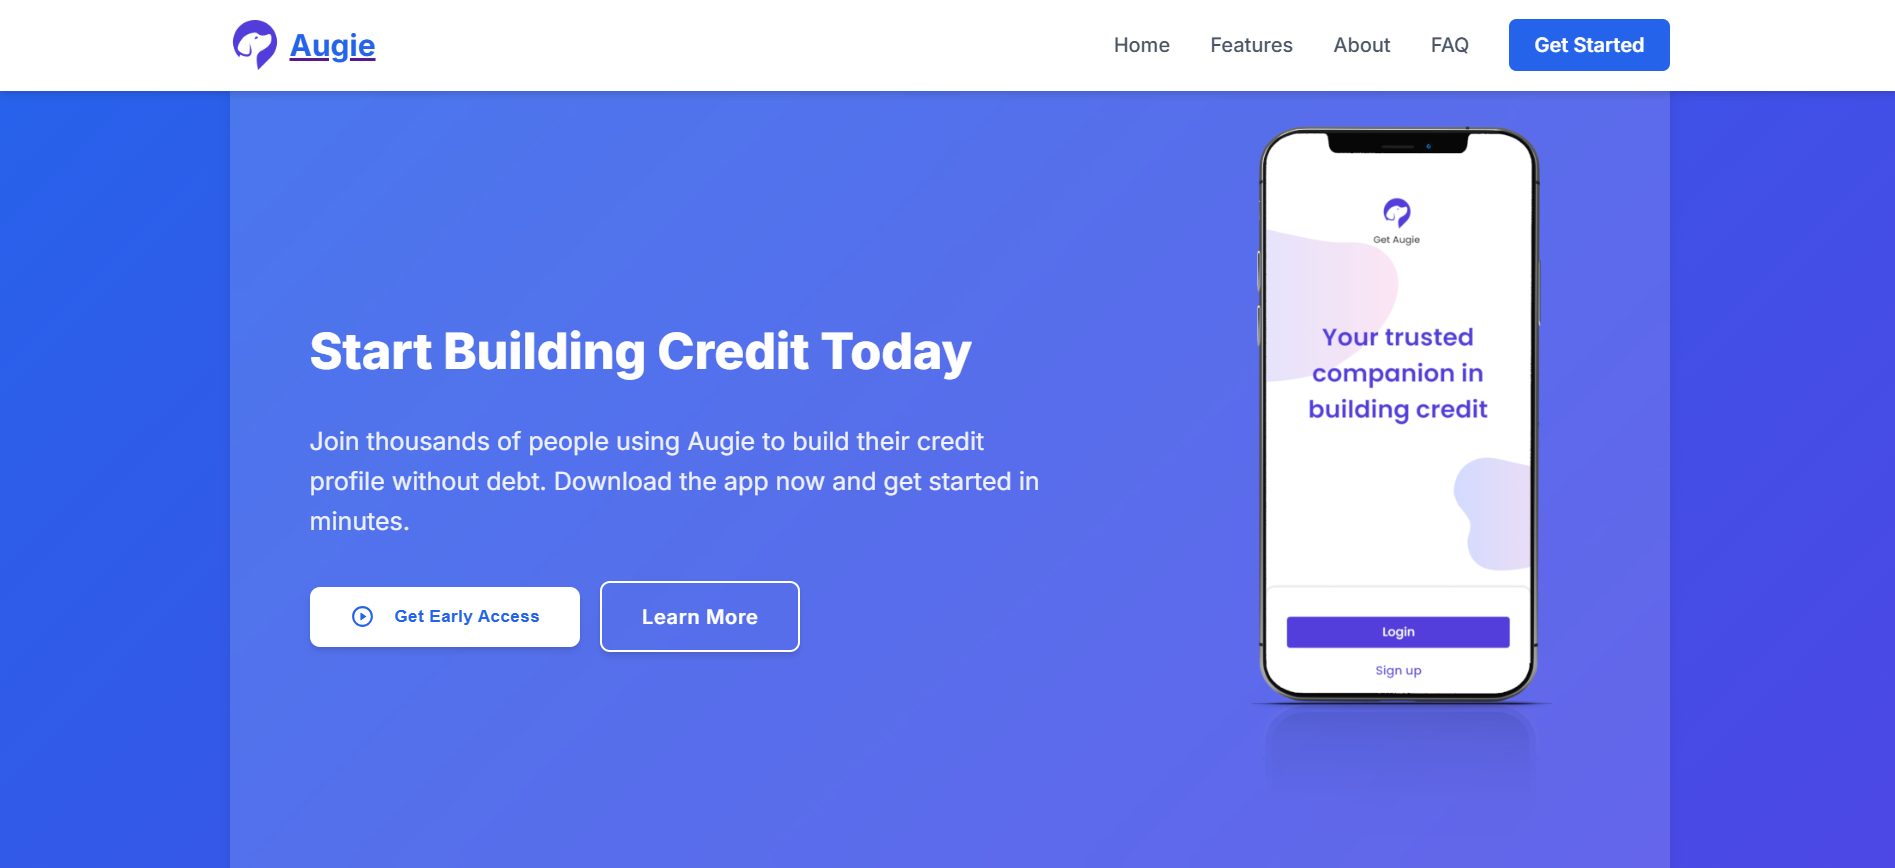 Augie
Home
Features
About
FAQ
Get Started
Start Building Credit Today
Join thousands of people using Augie to build their credit
profile without debt. Download the app now and get started in
minutes.
Get Early Access
Learn More
Get Augie
Your trusted
companion in
building credit
Login
Sign up